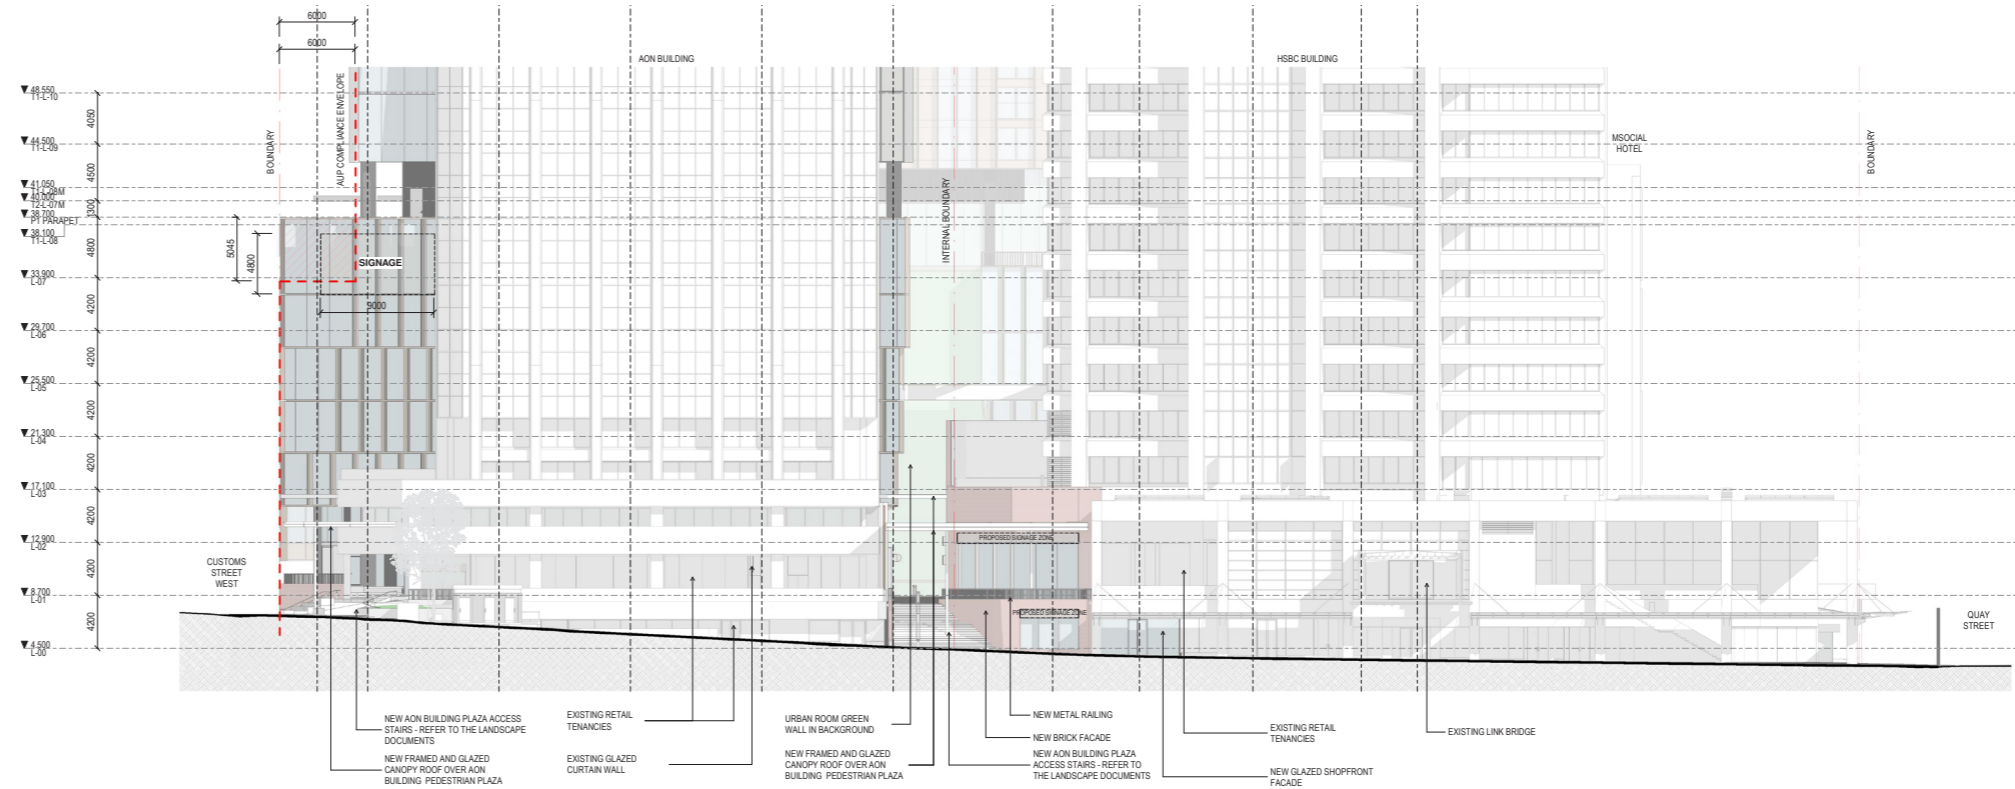 6000
6000
AON BUILDING
HSBC BUILDING
BOUNDARY
AUP COMPLIANCE ENVELOPE
INTERNAL BOUNDARY
MSOCIAL
HOTEL
BOUNDARY
48.550
T1-L-10
4050
44.500
T1-L-09
4500
41.050
T1-L-08M
40.000
T2-L-07M
1300
38.700
PT PARAPET
38.100
T1-L-08
4800
5045
4800
SIGNAGE
9000
33.900
L-07
4200
29.700
L-06
4200
25.500
L-05
4200
21.300
L-04
4200
17.100
L-03
4200
12.900
L-02
4200
8.700
L-01
4200
4.500
L-00
CUSTOMS
STREET
WEST
PROPOSED SIGNAGE ZONE
PROPOSED SIGNAGE ZONE
QUAY
STREET
NEW AON BUILDING PLAZA ACCESS
STAIRS - REFER TO THE LANDSCAPE
DOCUMENTS
NEW FRAMED AND GLAZED
CANOPY ROOF OVER AON
BUILDING PEDESTRIAN PLAZA
EXISTING RETAIL
TENANCIES
EXISTING GLAZED
CURTAIN WALL
URBAN ROOM GREEN
WALL IN BACKGROUND
NEW FRAMED AND GLAZED
CANOPY ROOF OVER AON
BUILDING PEDESTRIAN PLAZA
NEW METAL RAILING
NEW BRICK FACADE
NEW AON BUILDING PLAZA
ACCESS STAIRS - REFER TO
THE LANDSCAPE DOCUMENTS
EXISTING RETAIL
TENANCIES
NEW GLAZED SHOPFRONT
FACADE
EXISTING LINK BRIDGE